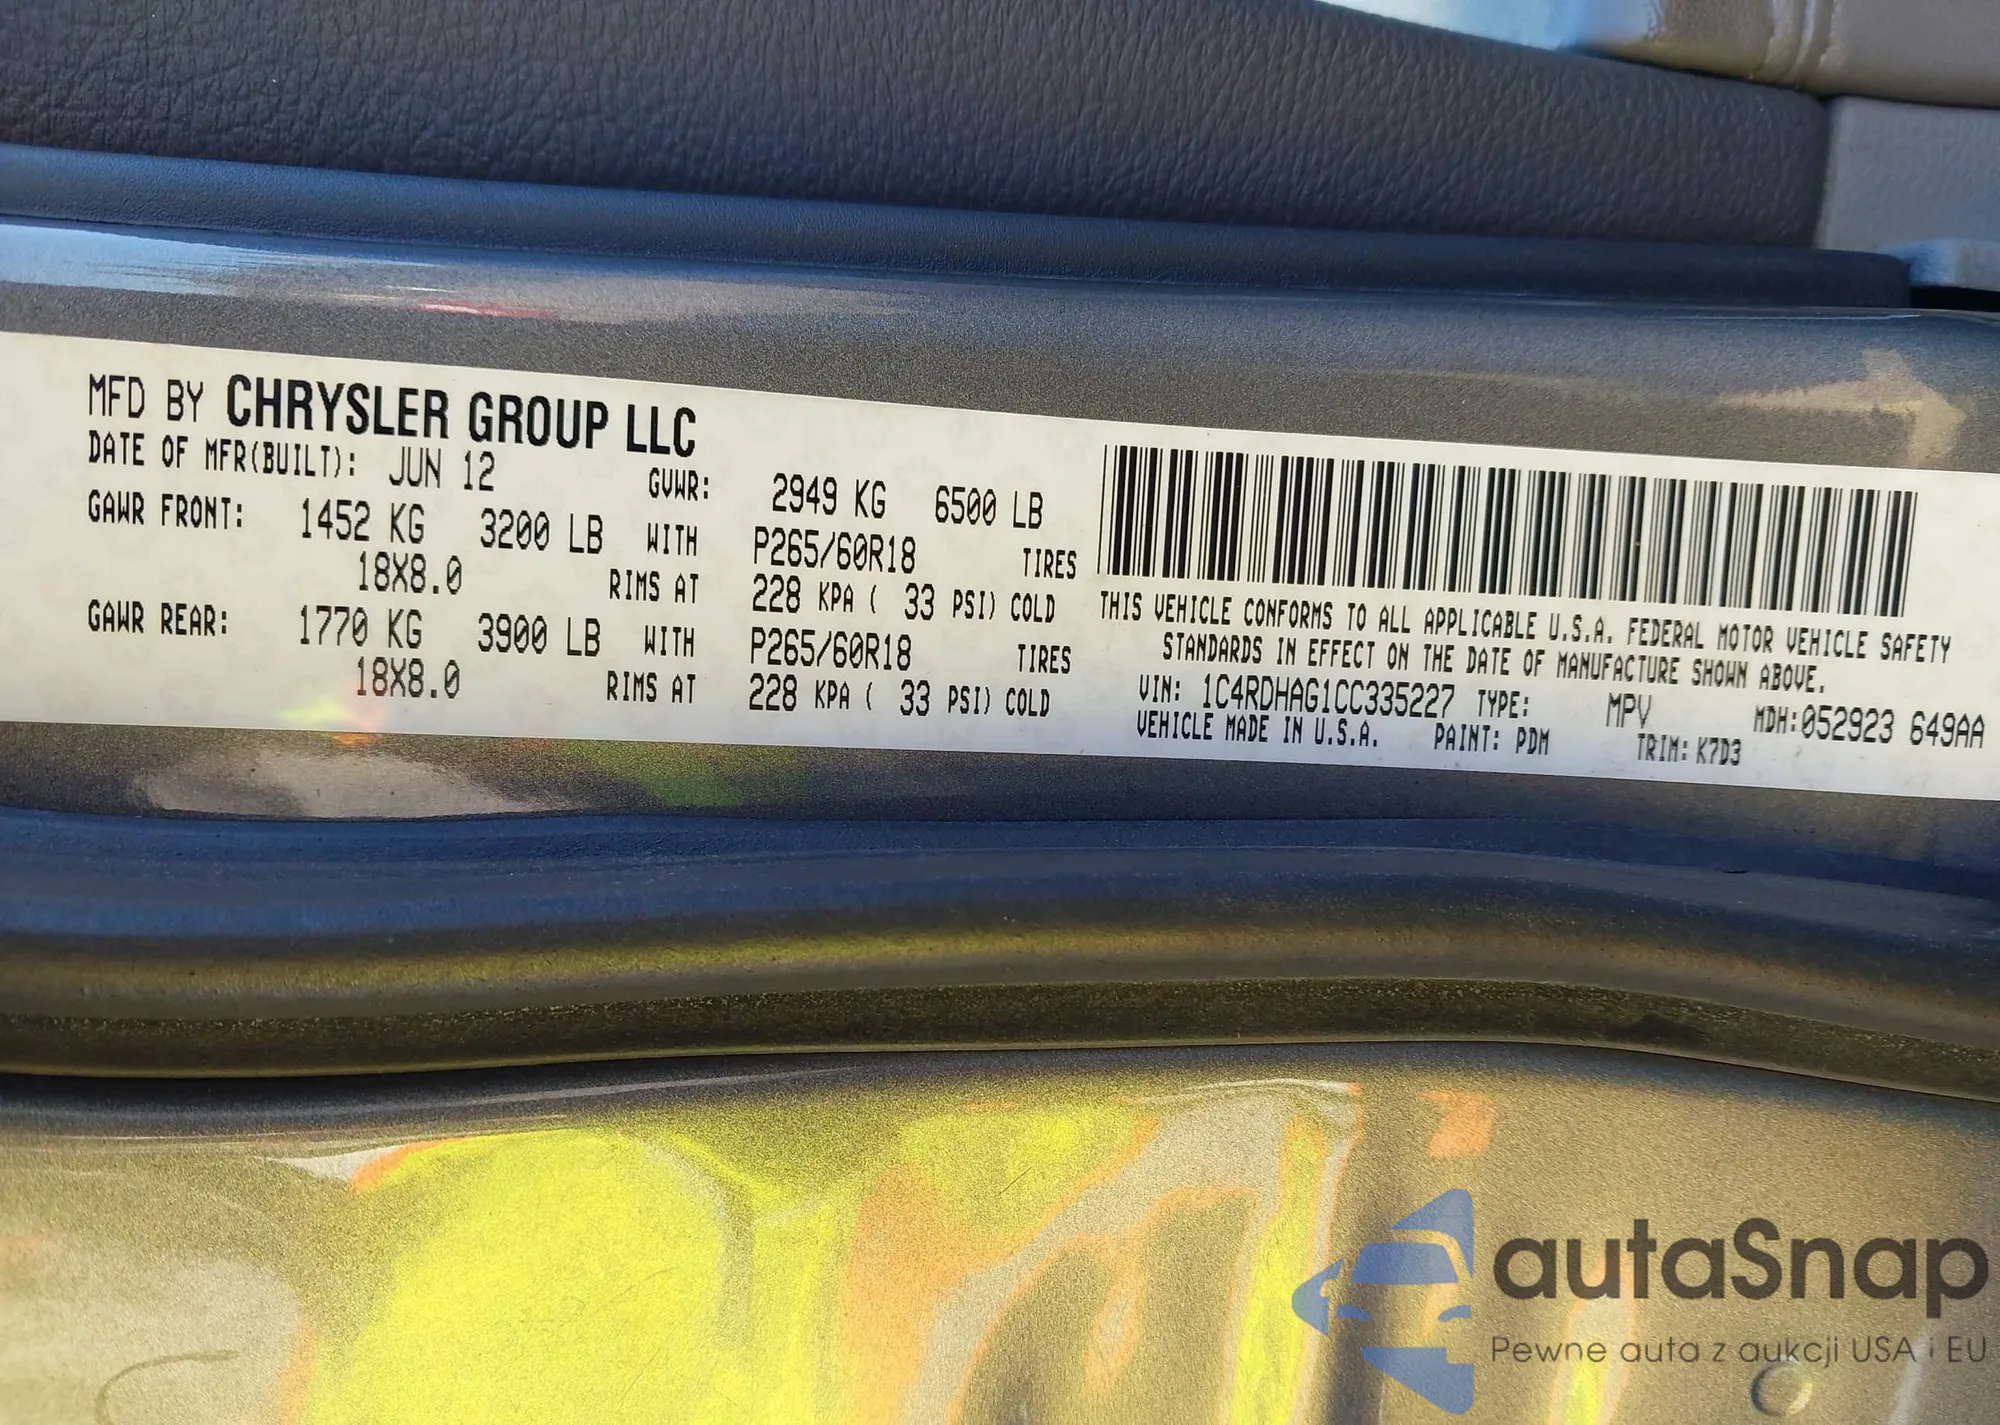 MFD BY CHRYSLER GROUP LLC
DATE OF MFR(BUILT): JUN 12 GVWR: 2949 KG 6500 LB
GAWR FRONT: 1452 KG 3200 LB WITH P265/60R18 TIRES
18X8.0 RIMS AT 228 KPA ( 33 PSI) COLD
GAWR REAR: 1770 KG 3900 LB WITH P265/60R18 TIRES
18X8.0 RIMS AT 228 KPA ( 33 PSI) COLD
THIS VEHICLE CONFORMS TO ALL APPLICABLE U.S.A. FEDERAL MOTOR VEHICLE SAFETY
STANDARDS IN EFFECT ON THE DATE OF MANUFACTURE SHOWN ABOVE.
VIN: 1C4RDHAG1CC335227 TYPE: MPV MDH:052923 649AA
VEHICLE MADE IN U.S.A. PAINT: PDM TRIM: K7D3
autaSnap
Pewne auta z aukcji USA i EU